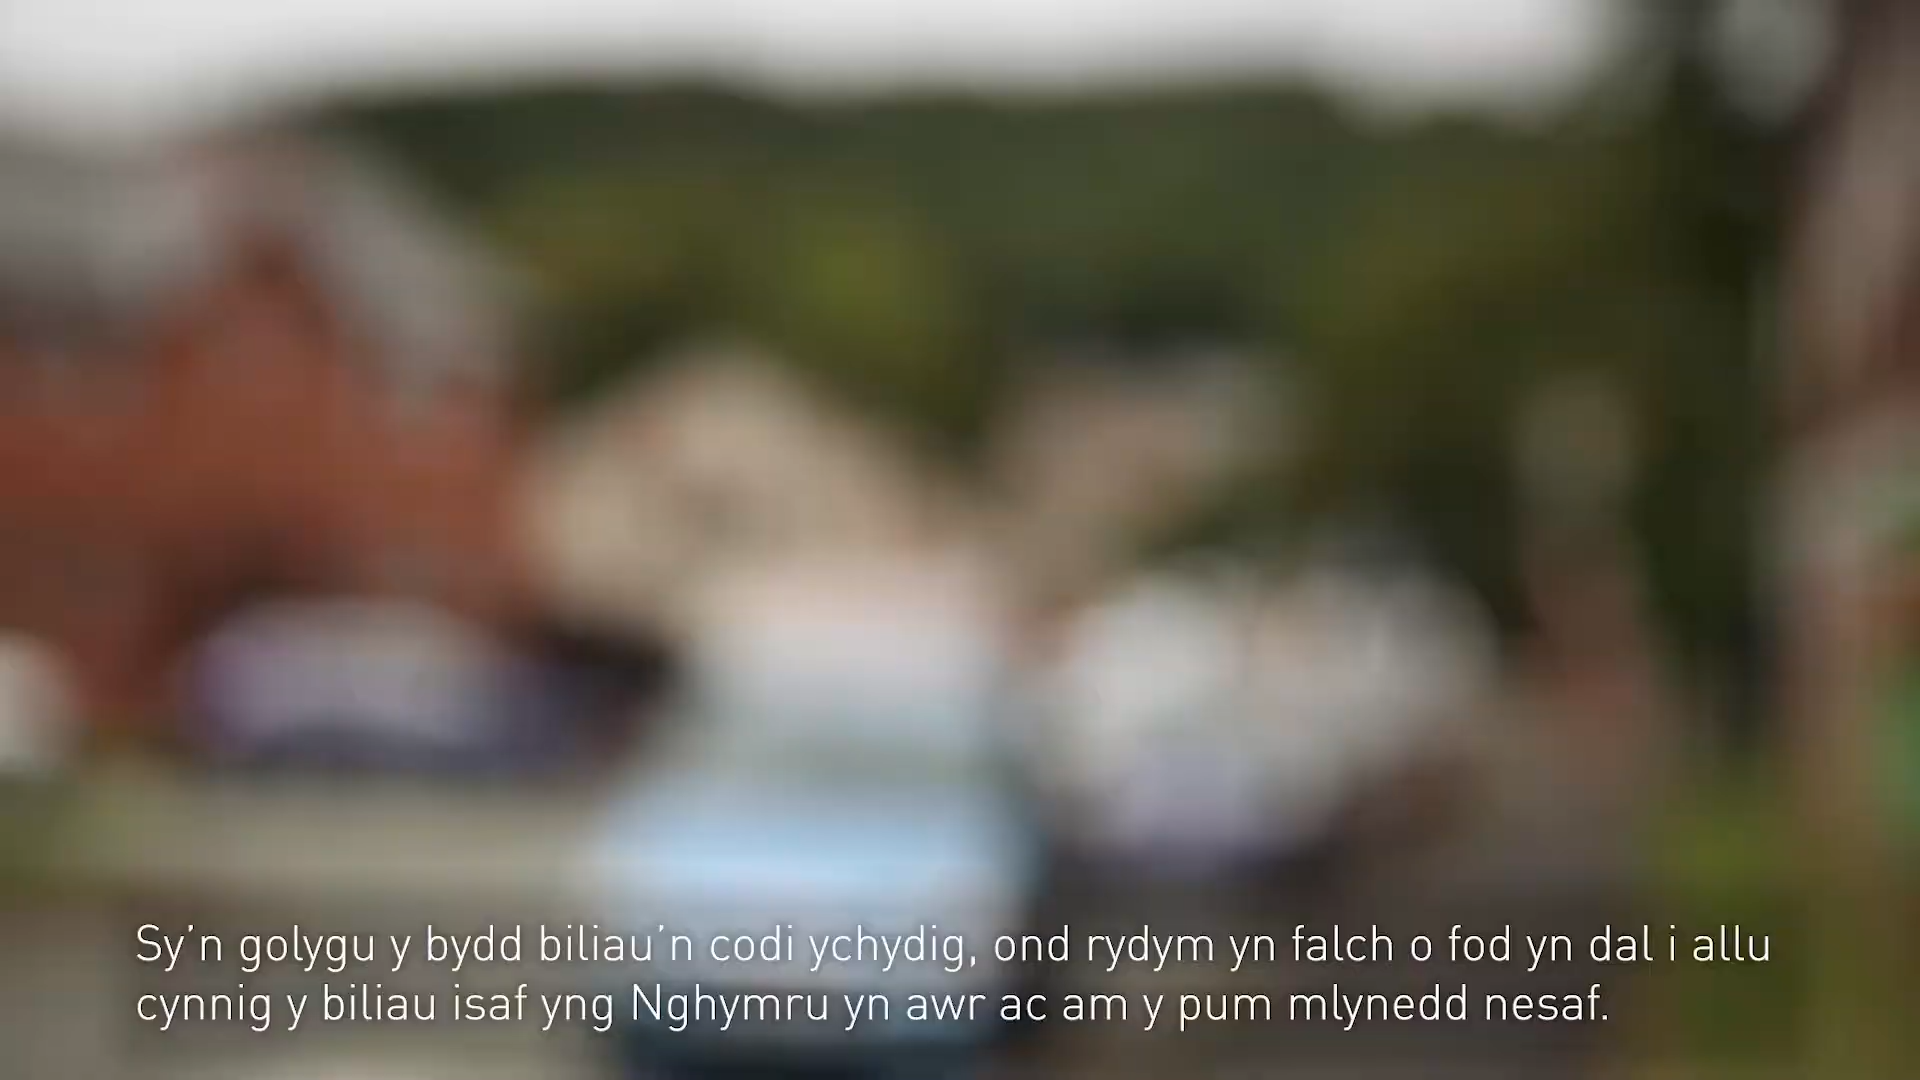 Sy’n golygu y bydd biliau’n codi ychydig, ond rydym yn falch o fod yn dal i allu
cynnig y biliau isaf yng Nghymru yn awr ac am y pum mlynedd nesaf.